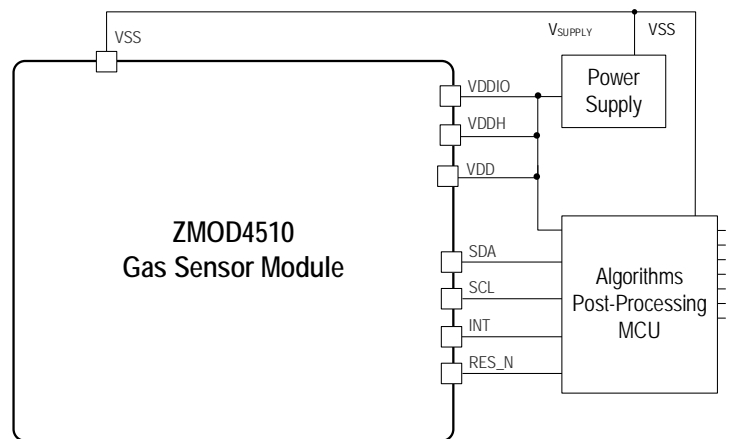 VSS
V_SUPPLY
VSS
VDDIO
Power
Supply
VDDH
VDD
ZMOD4510
Gas Sensor Module
SDA
SCL
INT
RES_N
Algorithms
Post-Processing
MCU